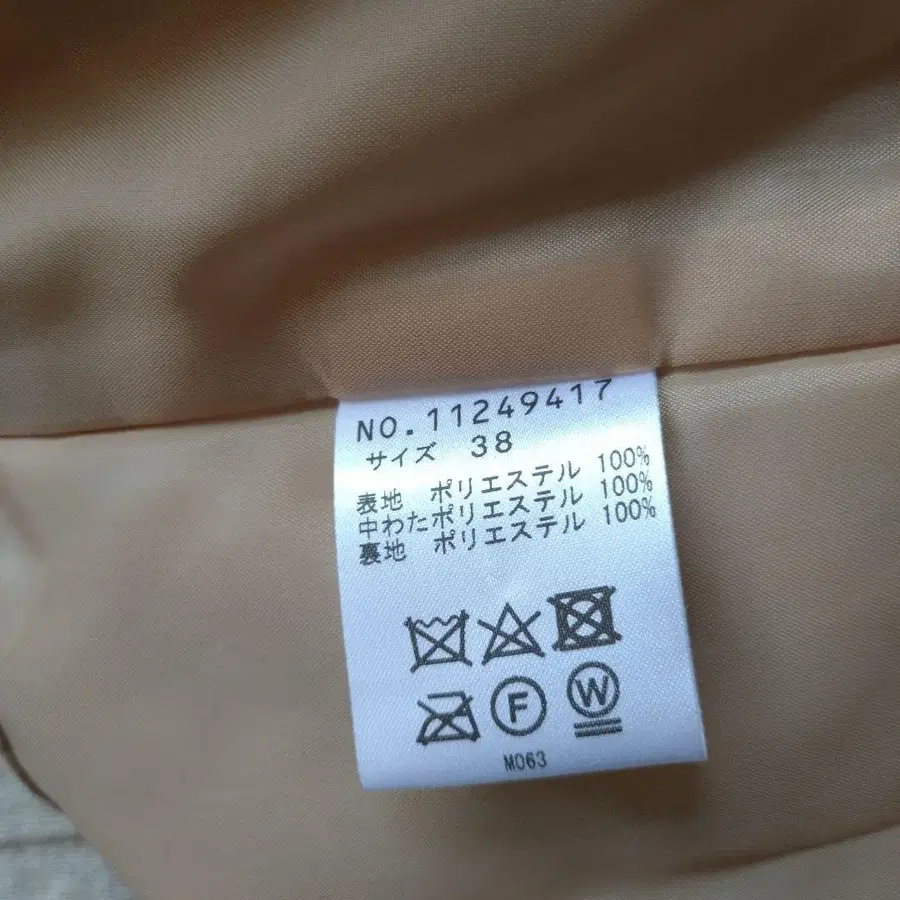 NO.11249417
サイズ 38
表地 ポリエステル 100%
中わたポリエステル 100%
裏地 ポリエステル 100%
F W
M063